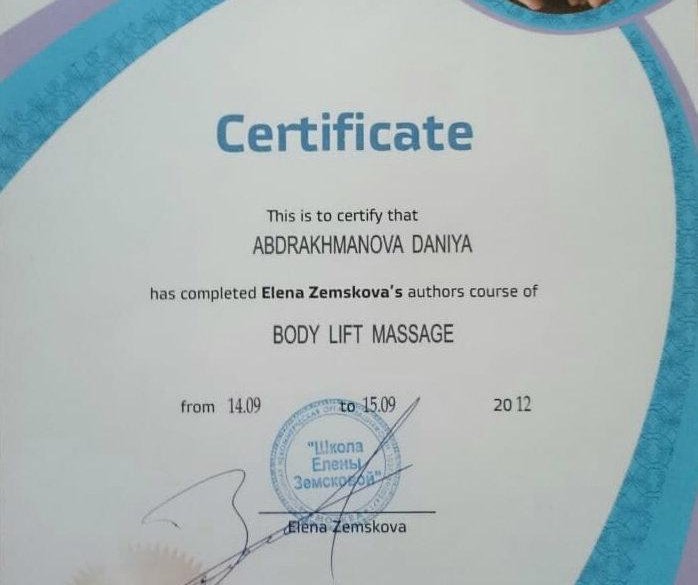 Certificate
This is to certify that
ABDRAKHMANOVA DANIYA
has completed Elena Zemskova's authors course of
BODY LIFT MASSAGE
from 14.09 to 15.09 2012
"Школа
Елены
Земсковой"
Elena Zemskova